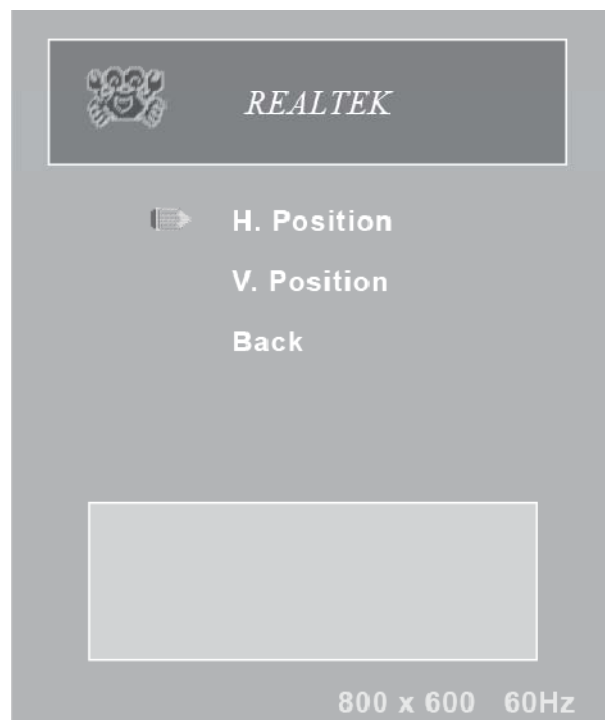 REALTEK
H. Position
V. Position
Back
800 x 600 60Hz